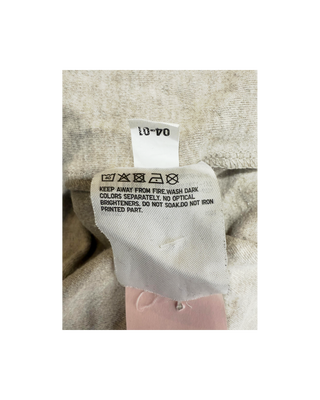 04-01
40
KEEP AWAY FROM FIRE.WASH DARK
COLORS SEPARATELY. NO OPTICAL
BRIGHTENERS. DO NOT SOAK.DO NOT IRON
PRINTED PART.